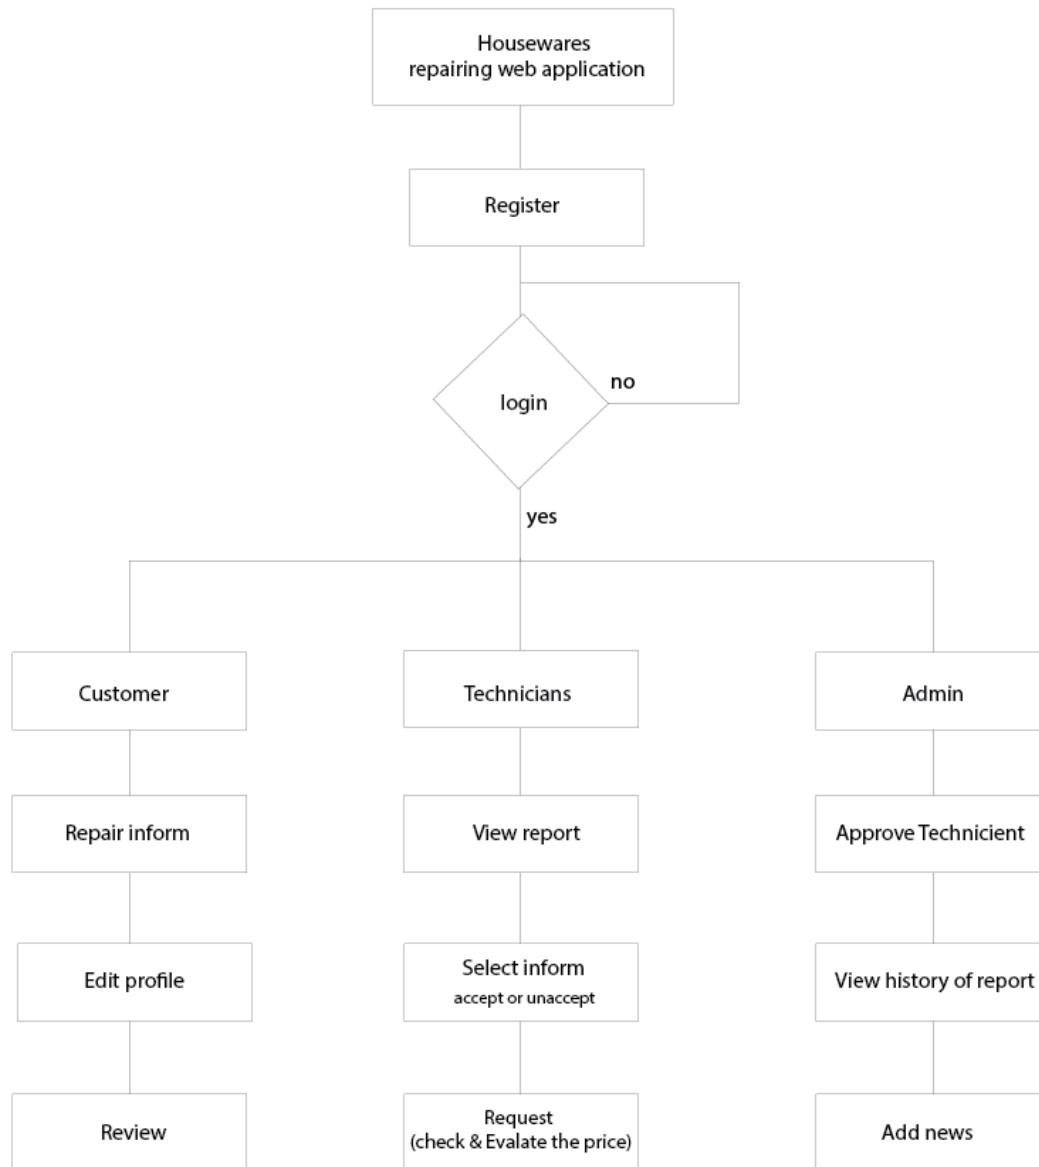 Housewares
repairing web application
Register
login
no
yes
Customer
Technicians
Admin
Repair inform
View report
Approve Technicient
Edit profile
Select inform
accept or unaccept
View history of report
Review
Request
(check & Evalate the price)
Add news